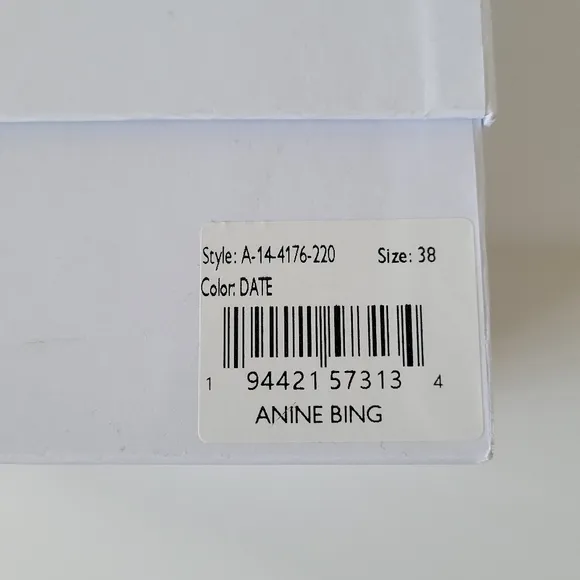 Style: A-14-4176-220 Size: 38
Color: DATE
1 94421 57313 4
ANINE BING